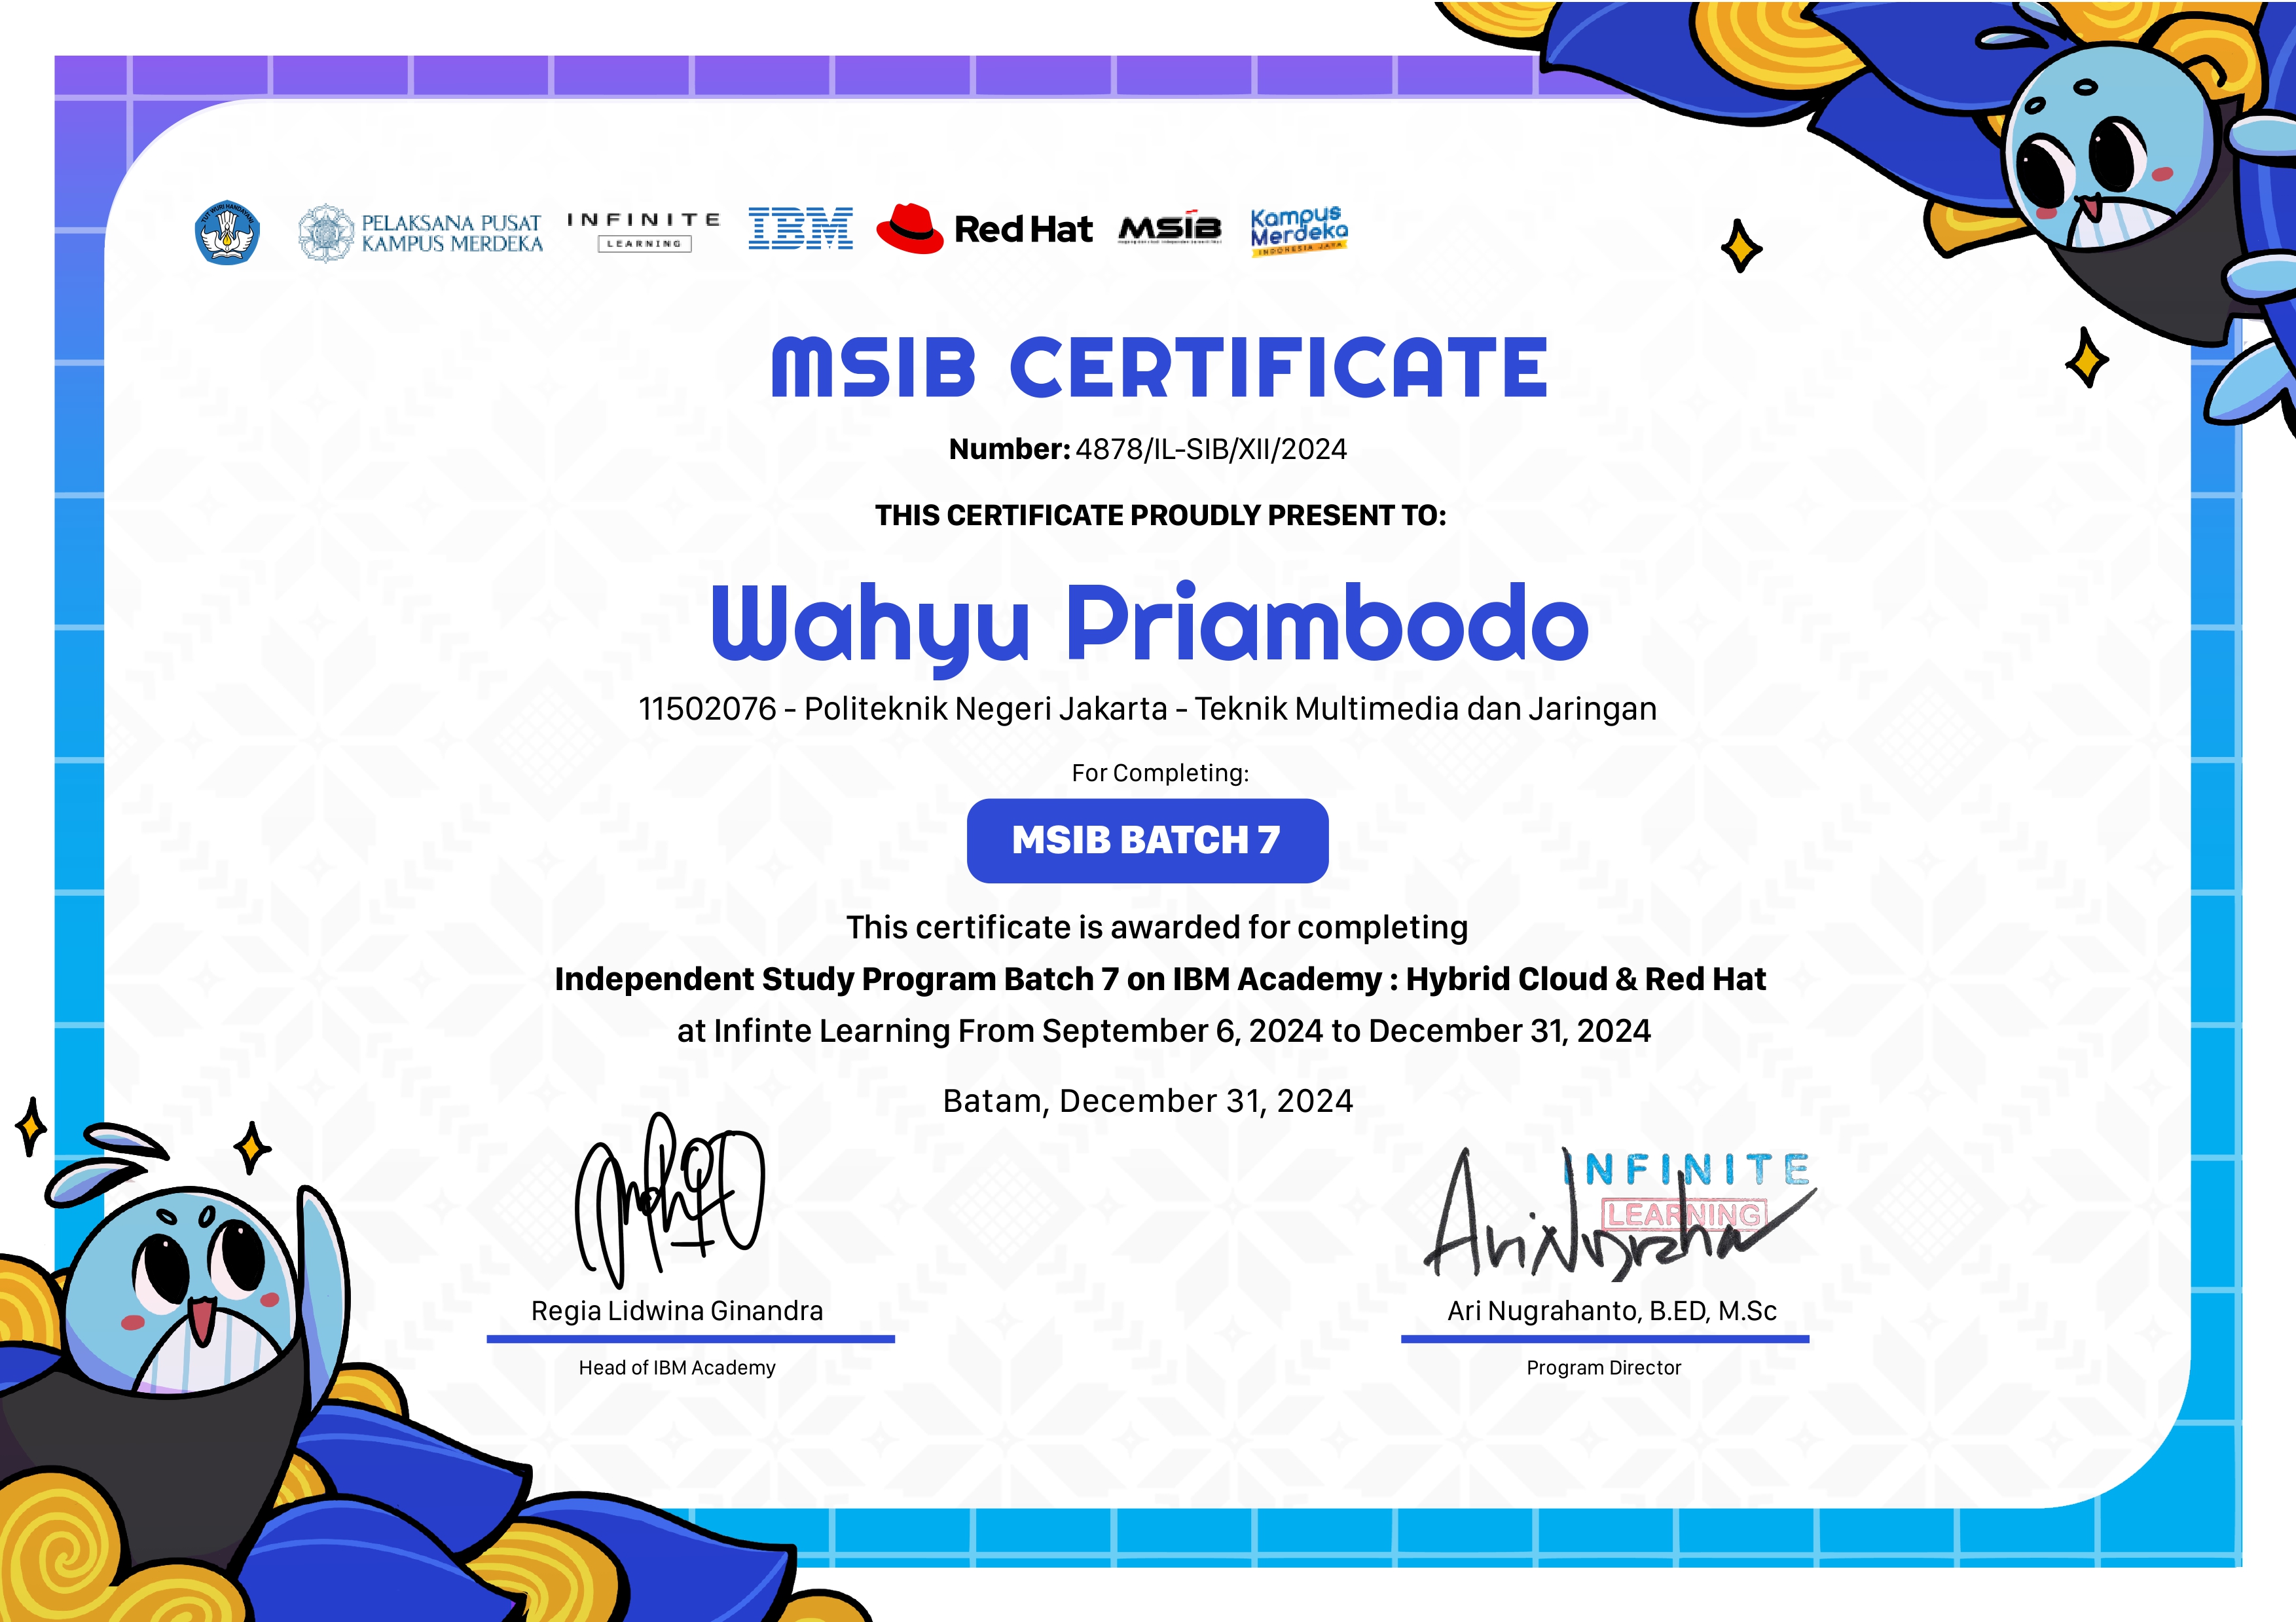 TUT WURI HANDAYANI
PELAKSANA PUSAT
KAMPUS MERDEKA
INFINITE
LEARNING
IBM
Red Hat
MSIB
Kampus
Merdeka
INDONESIA JAYA
MSIB CERTIFICATE
Number: 4878/IL-SIB/XII/2024
THIS CERTIFICATE PROUDLY PRESENT TO:
Wahyu Priambodo
11502076 - Politeknik Negeri Jakarta - Teknik Multimedia dan Jaringan
For Completing:
MSIB BATCH 7
This certificate is awarded for completing
Independent Study Program Batch 7 on IBM Academy : Hybrid Cloud & Red Hat
at Infinte Learning From September 6, 2024 to December 31, 2024
Batam, December 31, 2024
INFINITE
LEARNING
Regia Lidwina Ginandra
Head of IBM Academy
Ari Nugrahanto, B.ED, M.Sc
Program Director